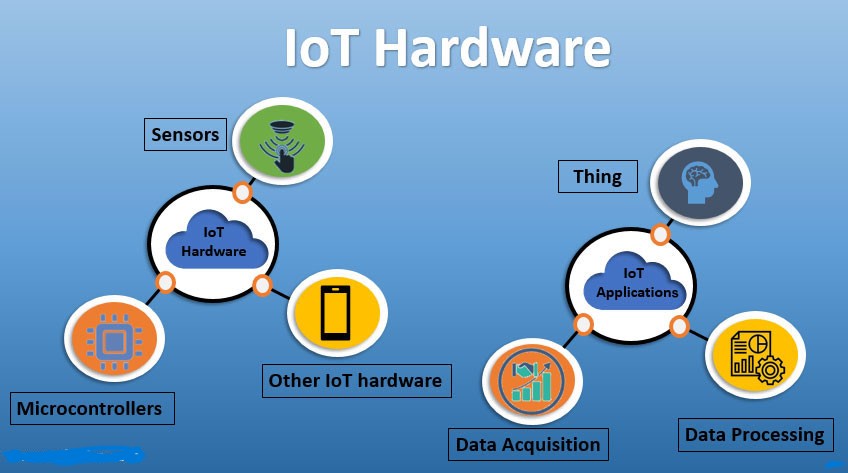 IoT Hardware
Sensors
IoT
Hardware
Other IoT hardware
Microcontrollers
Thing
IoT
Applications
Data Acquisition
Data Processing